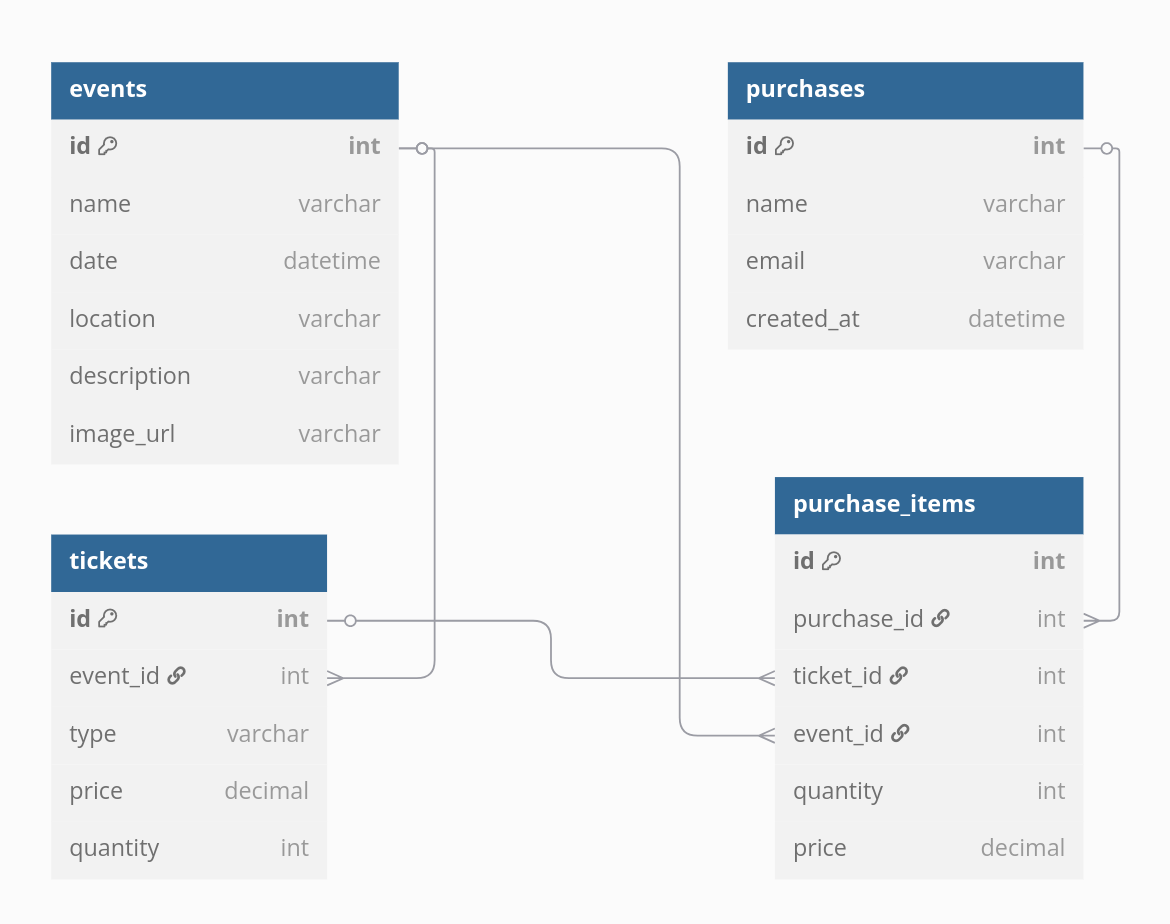 events
id int
name varchar
date datetime
location varchar
description varchar
image_url varchar
purchases
id int
name varchar
email varchar
created_at datetime
tickets
id int
event_id int
type varchar
price decimal
quantity int
purchase_items
id int
purchase_id int
ticket_id int
event_id int
quantity int
price decimal